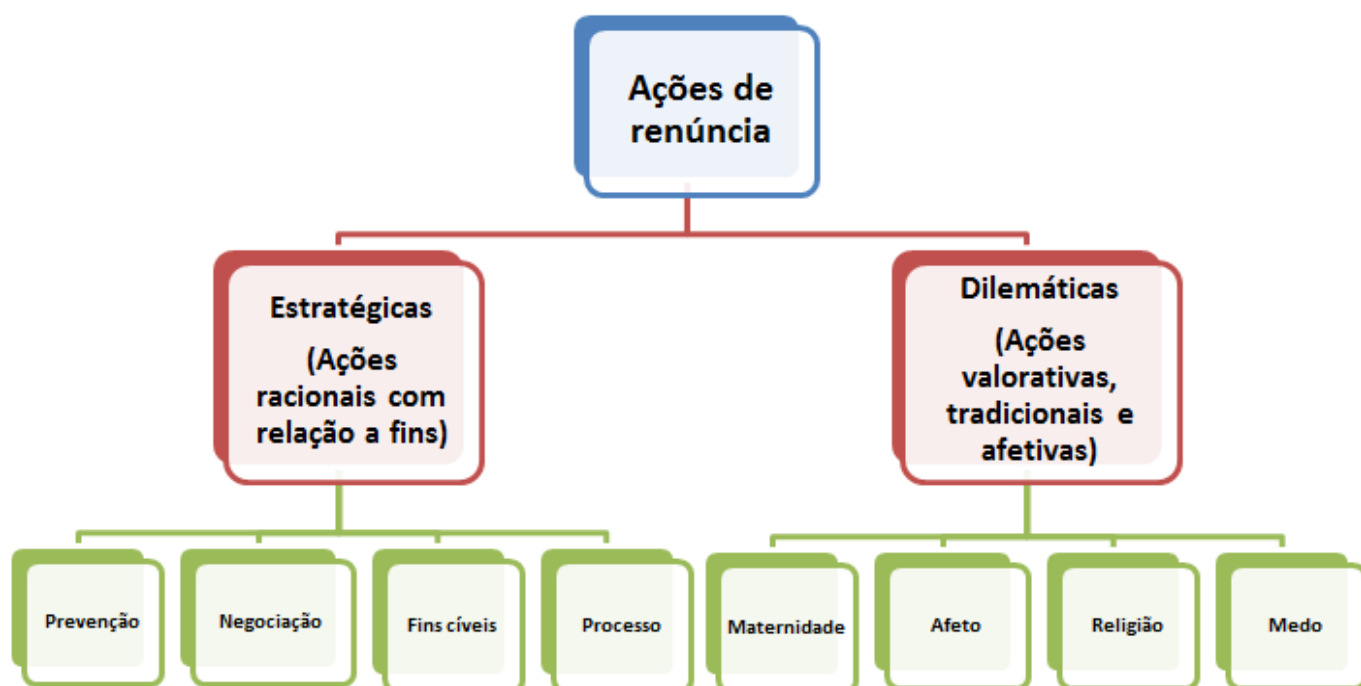 Ações de
renúncia
Estratégicas
(Ações
racionais com
relação a fins)
Dilemáticas
(Ações
valorativas,
tradicionais e
afetivas)
Prevenção
Negociação
Fins cíveis
Processo
Maternidade
Afeto
Religião
Medo